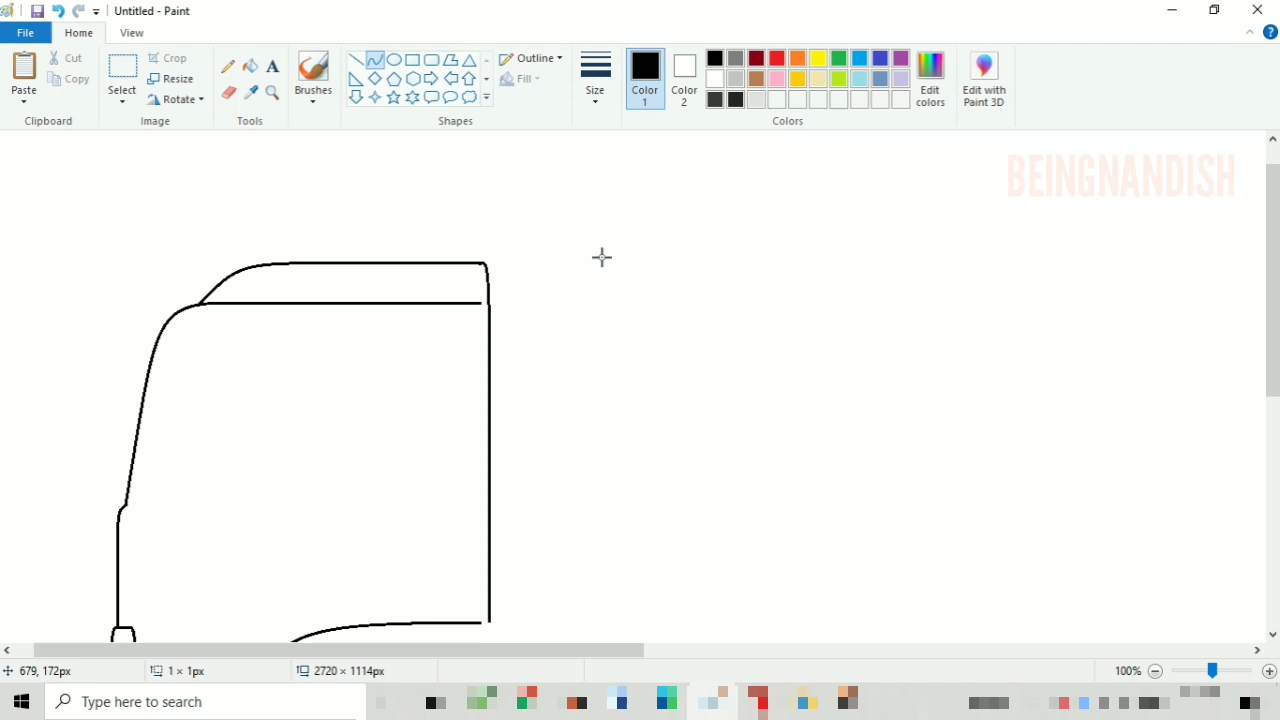 Untitled - Paint
File
Home
View
Paste
Cut
Copy
Clipboard
Select
Crop
Resize
Rotate
Image
A
Tools
Brushes
Outline
Fill
Shapes
Size
Color 1
Color 2
Edit colors
Colors
Edit with Paint 3D
?
BEINGNANDISH
679, 172px
1 × 1px
2720 × 1114px
100%
Type here to search